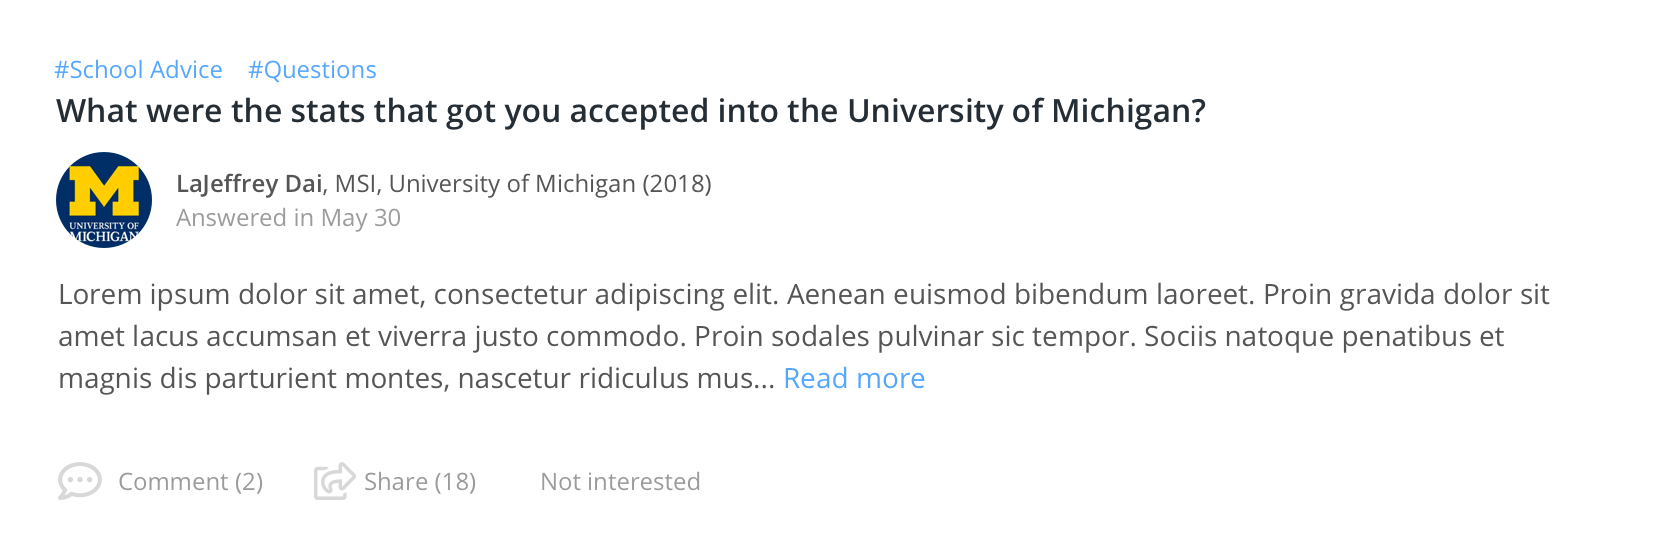 #School Advice #Questions
What were the stats that got you accepted into the University of Michigan?
M
UNIVERSITY OF
MICHIGAN
LaJeffrey Dai, MSI, University of Michigan (2018)
Answered in May 30
Lorem ipsum dolor sit amet, consectetur adipiscing elit. Aenean euismod bibendum laoreet. Proin gravida dolor sit
amet lacus accumsan et viverra justo commodo. Proin sodales pulvinar sic tempor. Sociis natoque penatibus et
magnis dis parturient montes, nascetur ridiculus mus... Read more
Comment (2) Share (18) Not interested